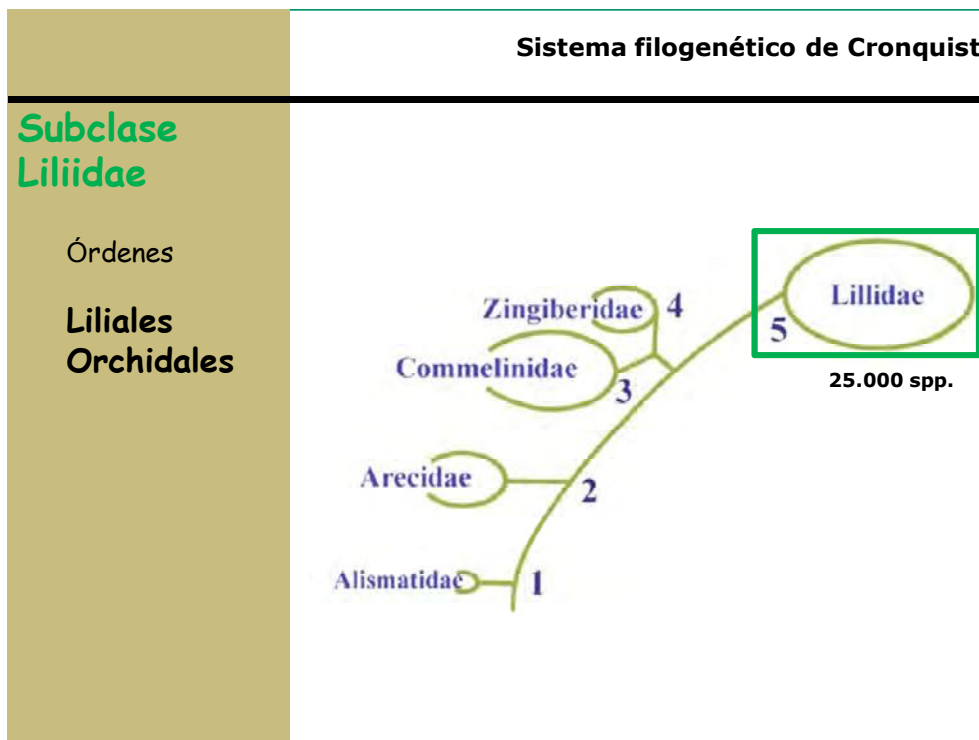 Sistema filogenético de Cronquist
Subclase
Liliidae
Órdenes
Liliales
Orchidales
Zingiberidae 4
Lillidae
5
Commelinidae
3
25.000 spp.
Arecidae
2
Alismatidae
1